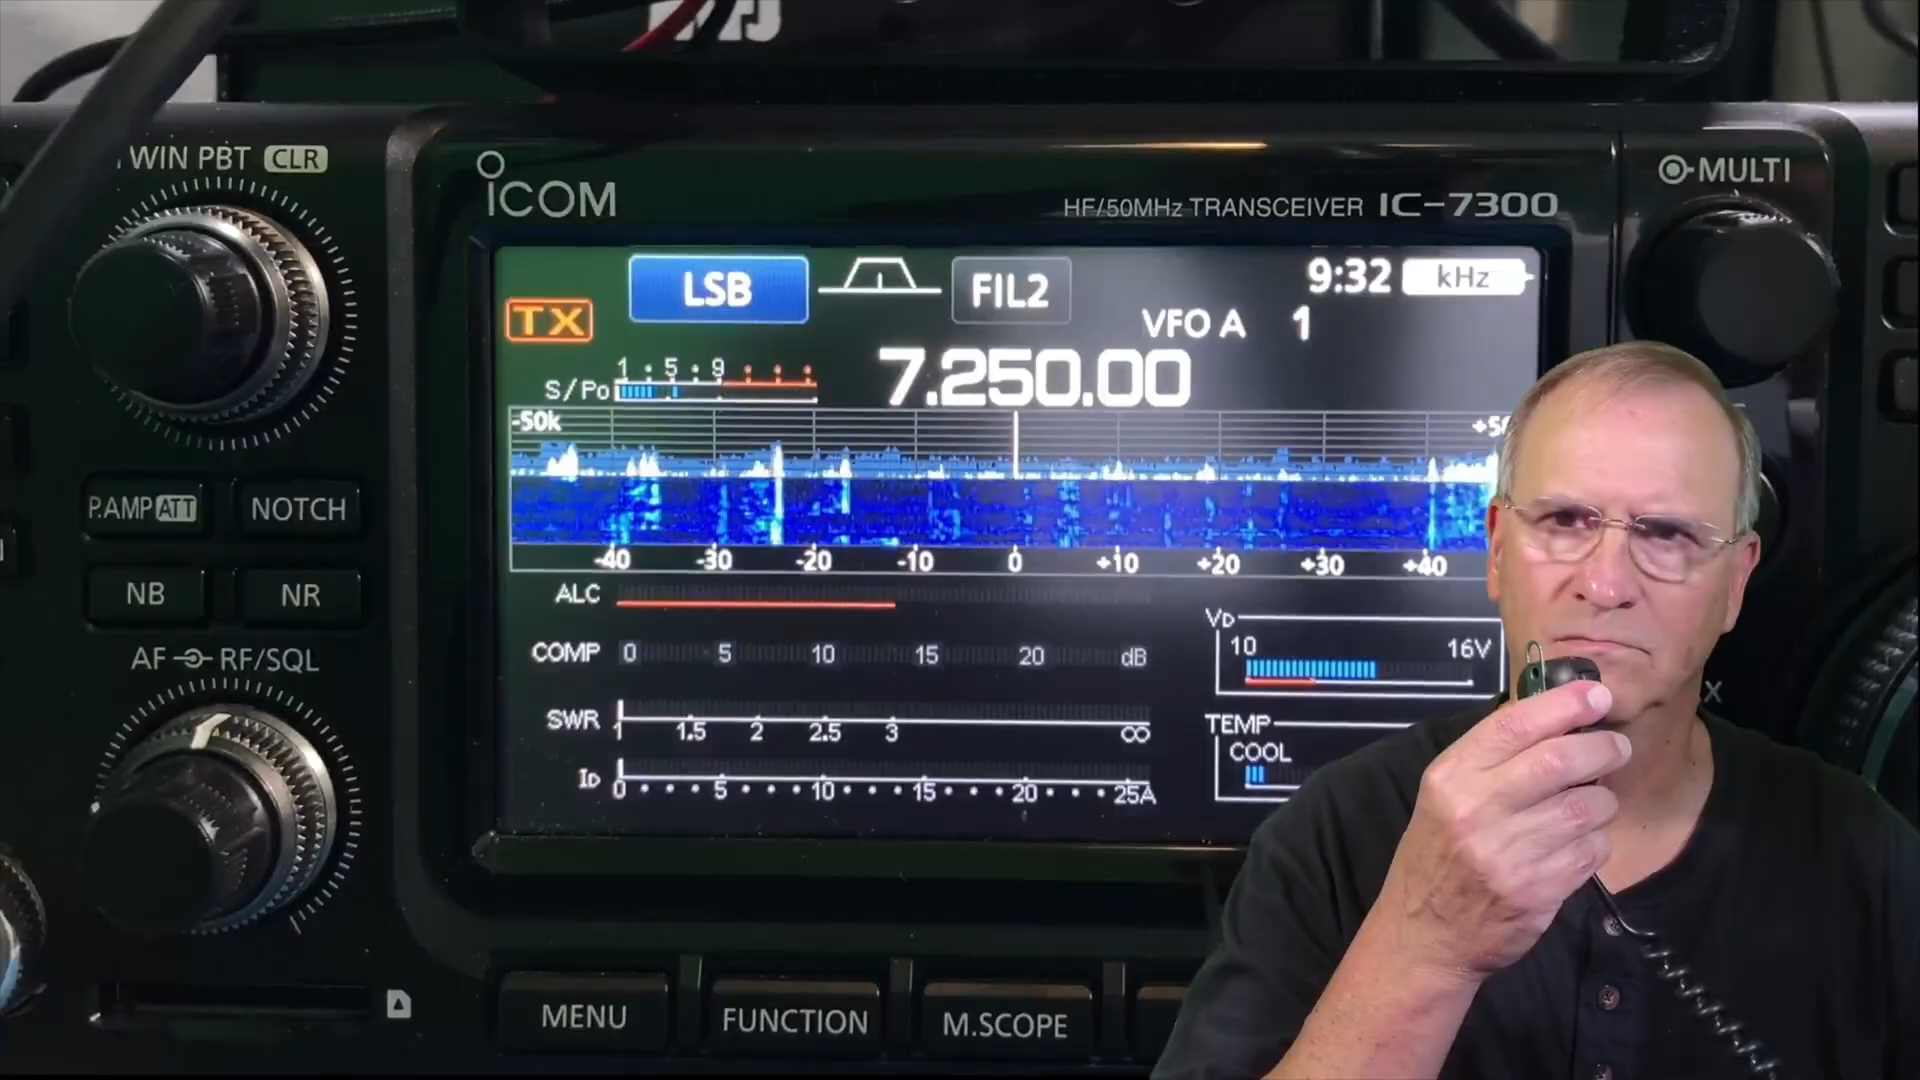 TWIN PBT CLR
ICOM
HF/50MHz TRANSCEIVER IC-7300
MULTI
LSB
FIL2
9:32 kHz
TX
VFO A 1
1 5 9
S/Po
7.250.00
-50k
P.AMP ATT
NOTCH
-40 -30 -20 -10 0 +10 +20 +30 +40
NB
NR
ALC
COMP 0 5 10 15 20 dB
VD
10 16V
AF RF/SQL
SWR 1 1.5 2 2.5 3 ∞
TEMP
COOL
ID 0 5 10 15 20 25A
X
MENU
FUNCTION
M.SCOPE